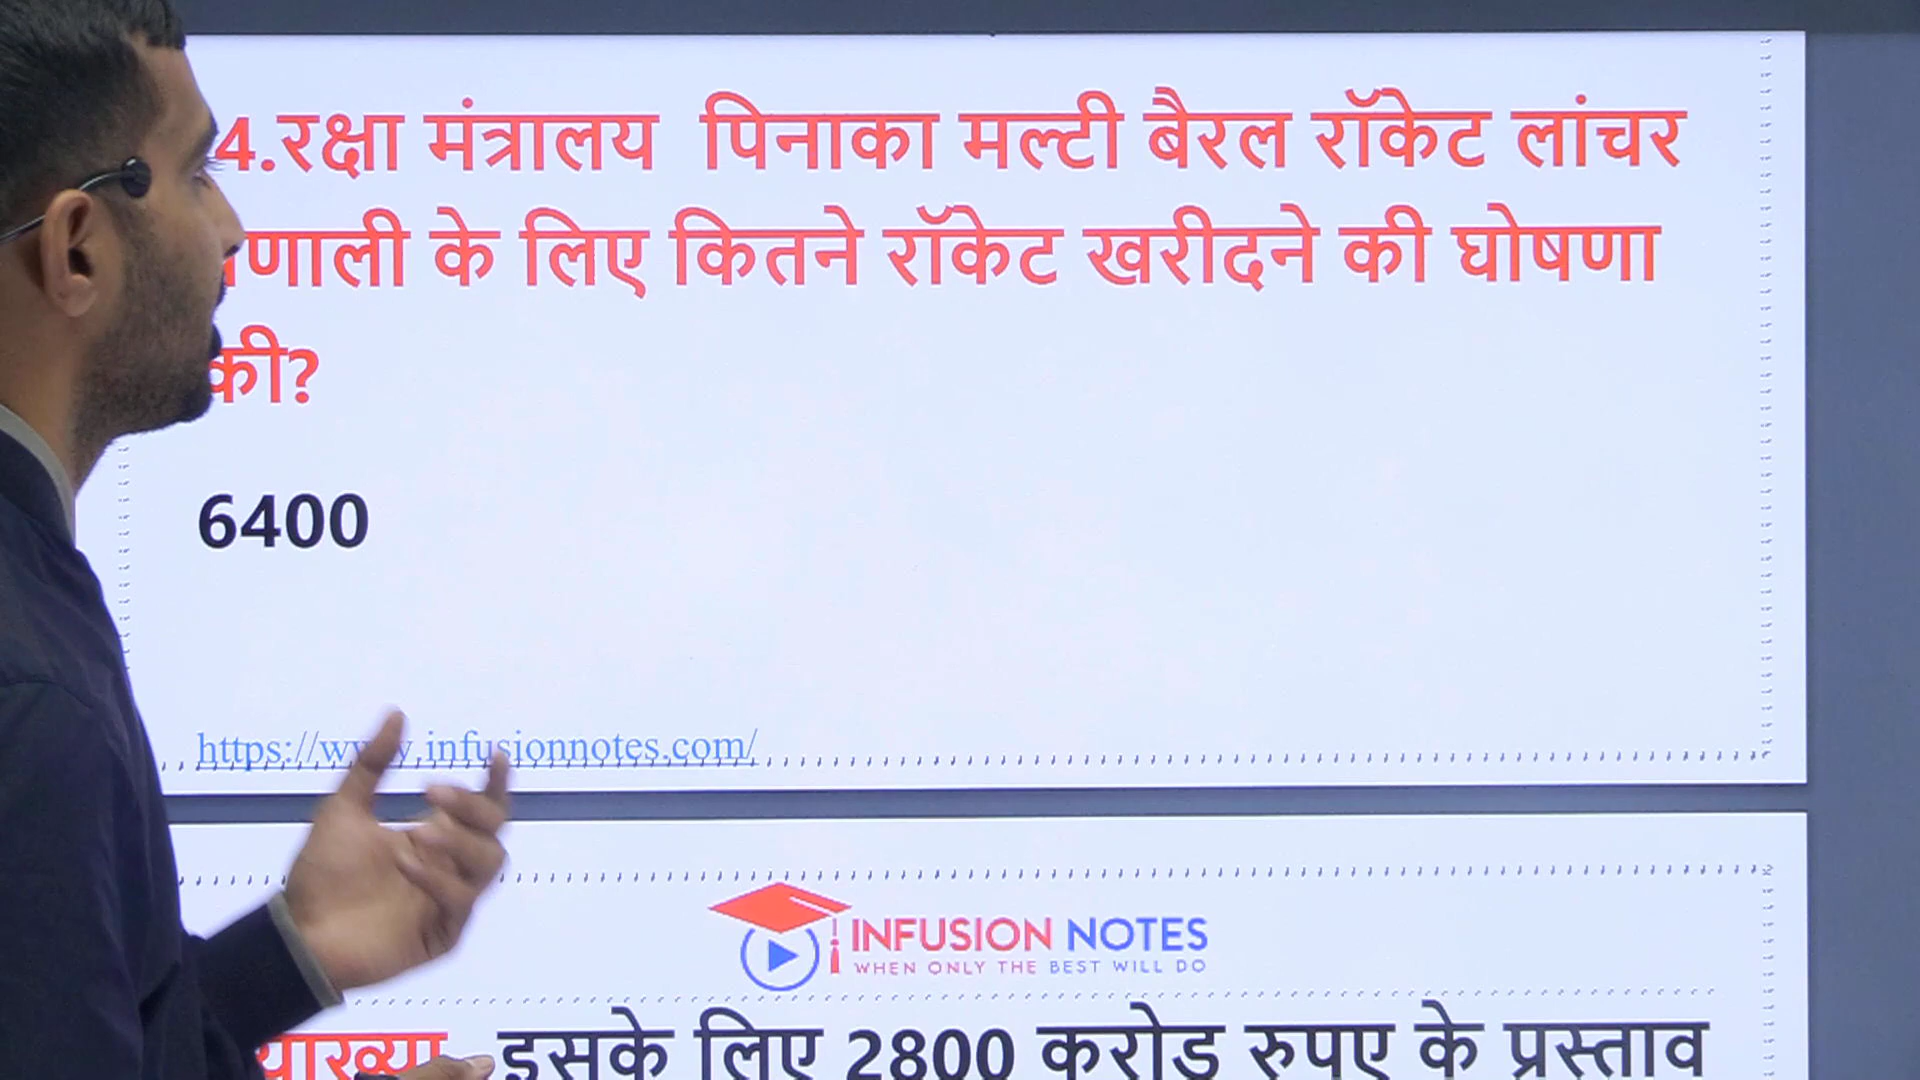 4.रक्षा मंत्रालय पिनाका मल्टी बैरल रॉकेट लांचर
के लिए कितने रॉकेट खरीदने की घोषणा
की?
6400
INFUSION NOTES
WHEN ONLY THE BEST WILL DO
इसके लिए 2800 करोड़ रुपए के प्रस्ताव